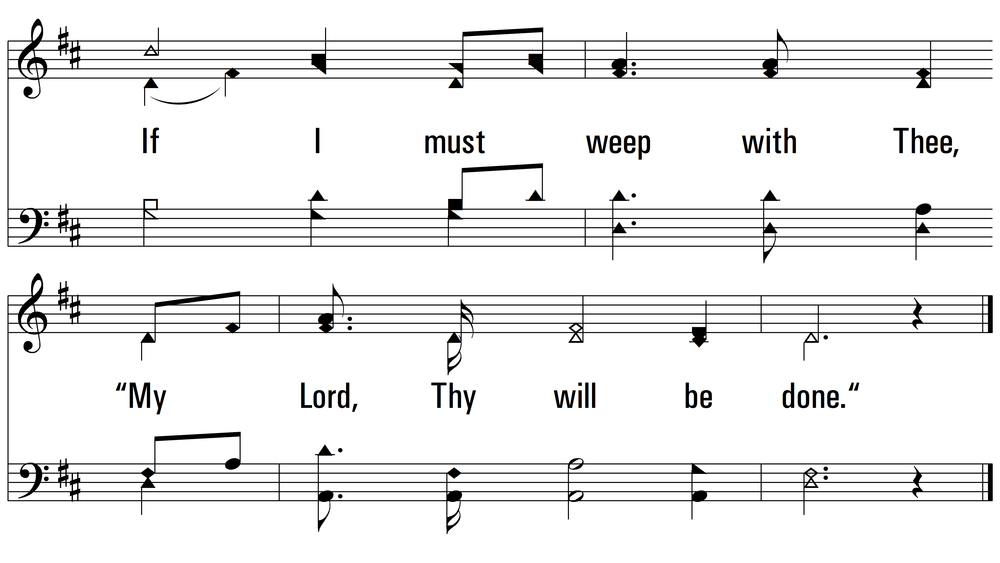 If I must weep with Thee,
“My Lord, Thy will be done.“